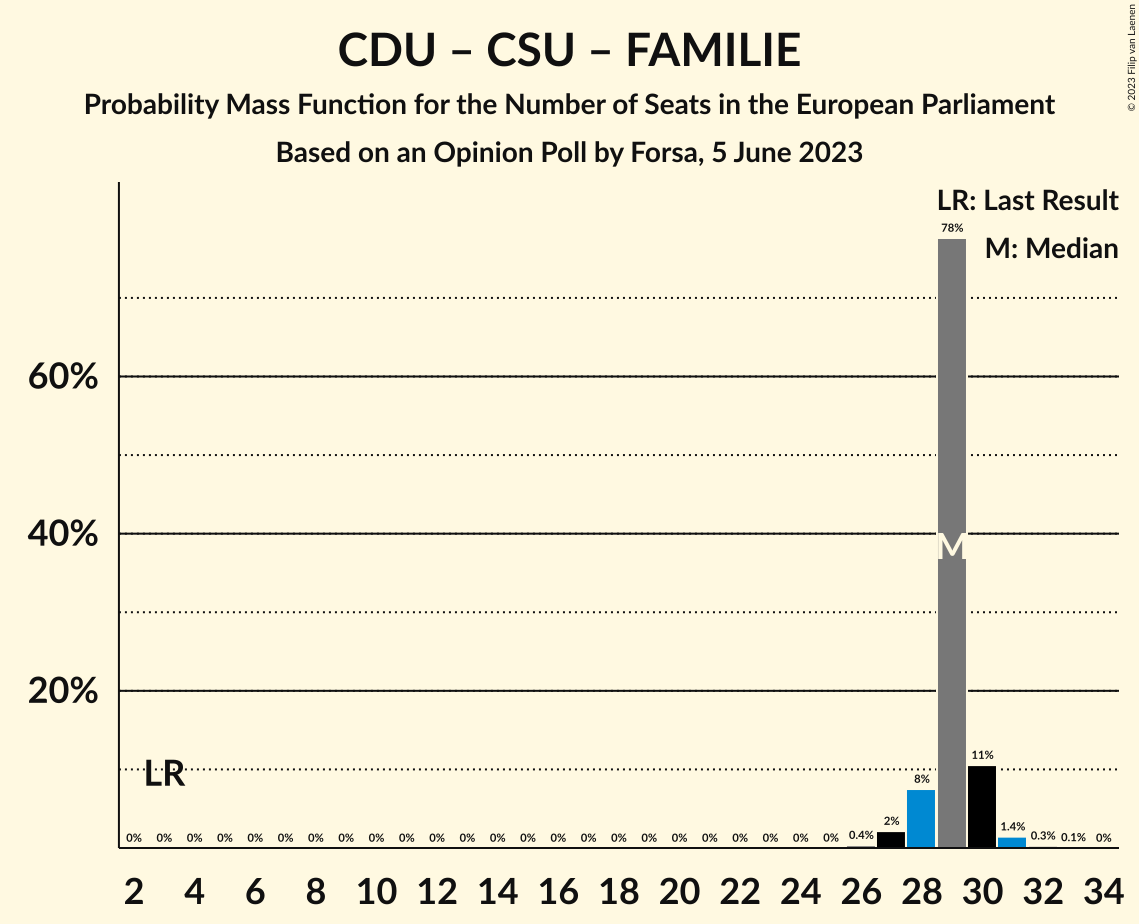 © 2023 Filip van Laenen
CDU – CSU – FAMILIE
Probability Mass Function for the Number of Seats in the European Parliament
Based on an Opinion Poll by Forsa, 5 June 2023
LR: Last Result
M: Median
78%
60%
40%
M
20%
LR
11%
8%
2%
1.4%
0% 0% 0% 0% 0% 0% 0% 0% 0% 0% 0% 0% 0% 0% 0% 0% 0% 0% 0% 0% 0% 0% 0% 0% 0.4% 0.3% 0.1% 0%
2 4 6 8 10 12 14 16 18 20 22 24 26 28 30 32 34